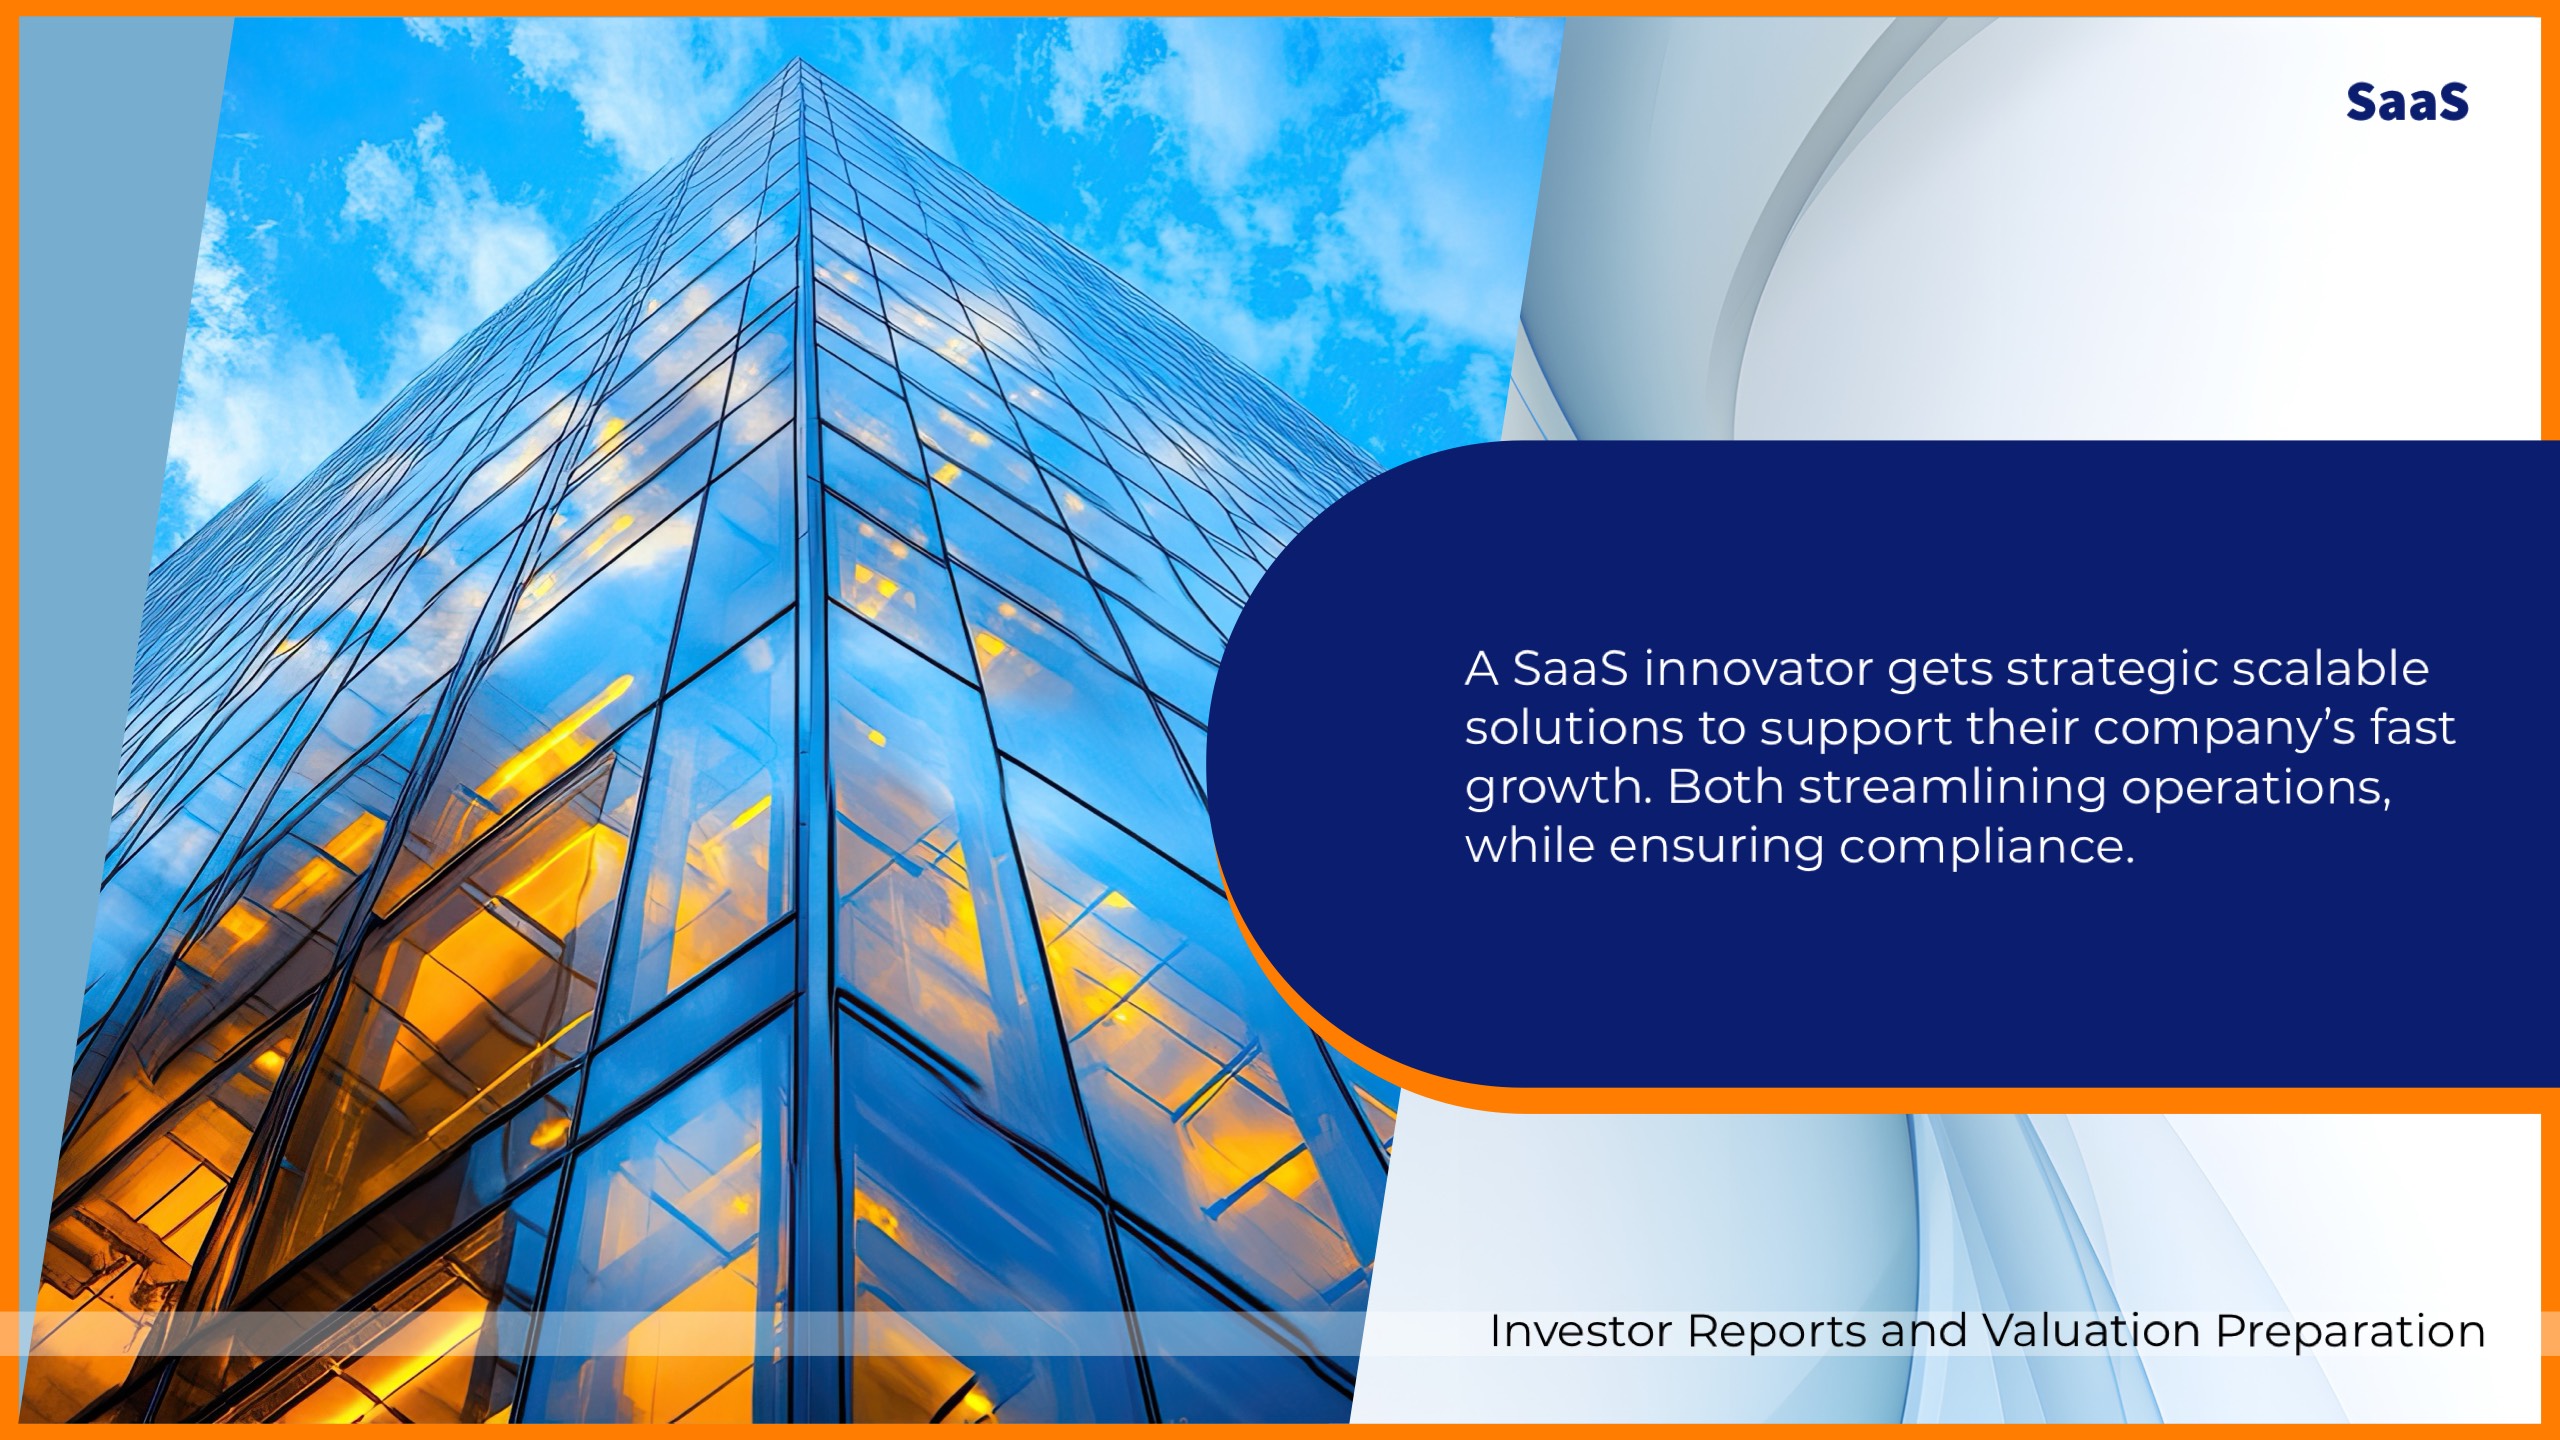 SaaS
A SaaS innovator gets strategic scalable
solutions to support their company’s fast
growth. Both streamlining operations,
while ensuring compliance.
Investor Reports and Valuation Preparation